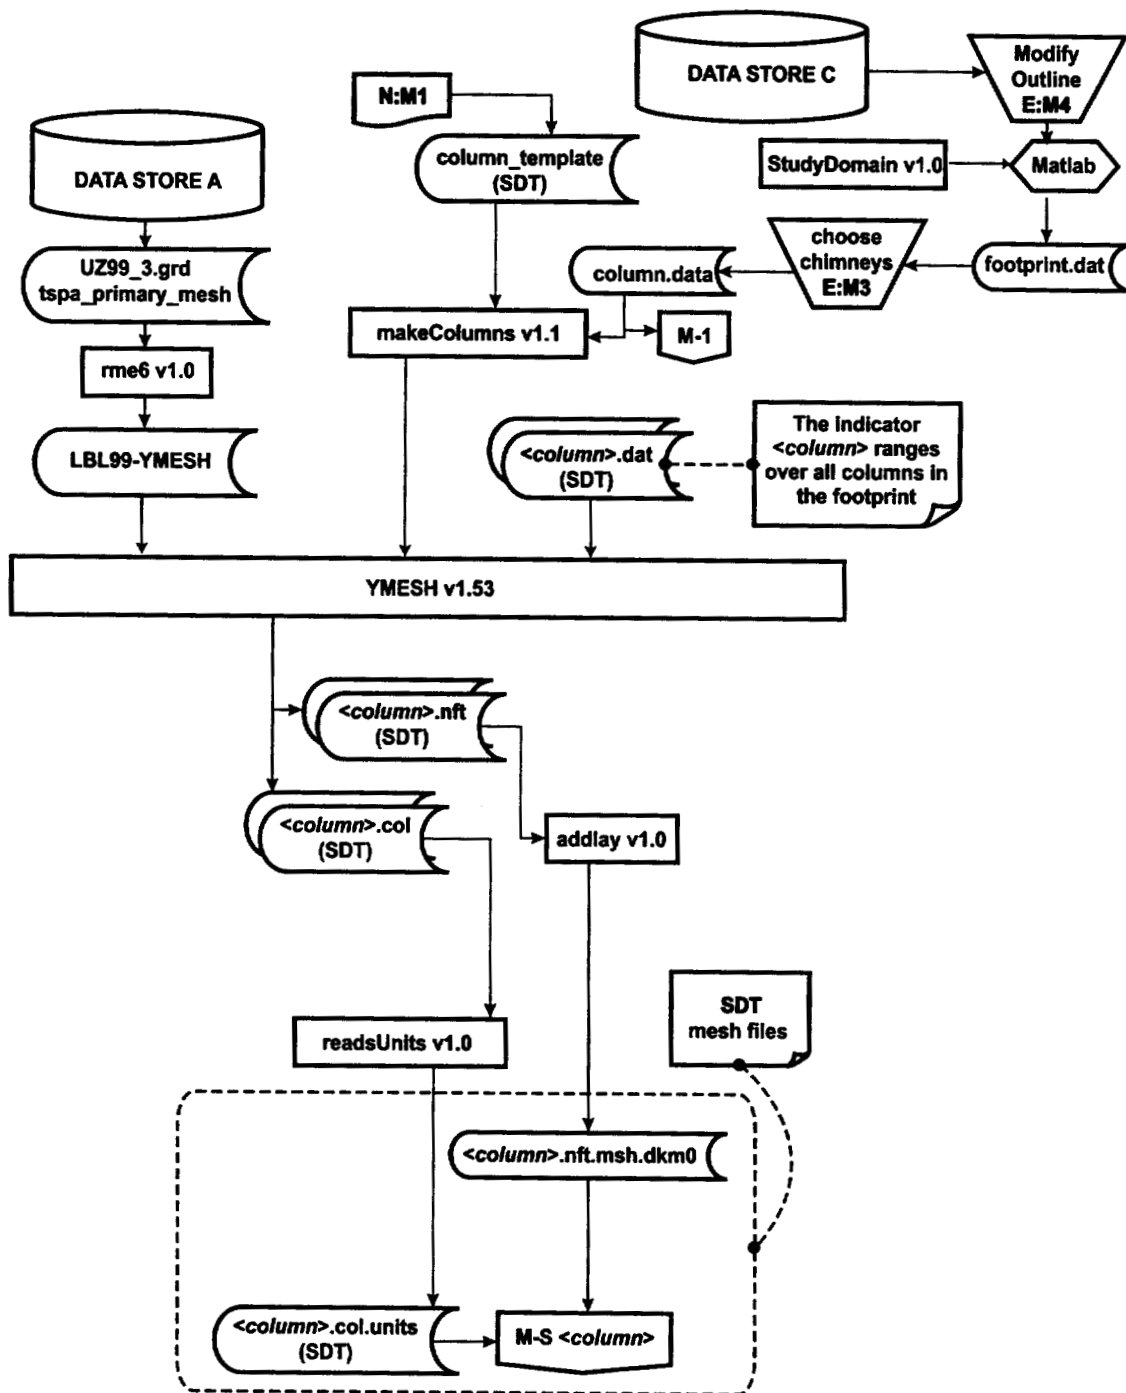 DATA STORE C
Modify
Outline
E:M4
N:M1
DATA STORE A
column_template
(SDT)
StudyDomain v1.0
Matlab
UZ99_3.grd
tspa_primary_mesh
column.data
choose
chimneys
E:M3
footprint.dat
makeColumns v1.1
M-1
rme6 v1.0
LBL99-YMESH
<column>.dat
(SDT)
The indicator
<column> ranges
over all columns in
the footprint
YMESH v1.53
<column>.nft
(SDT)
<column>.col
(SDT)
addlay v1.0
readsUnits v1.0
SDT
mesh files
<column>.nft.msh.dkm0
<column>.col.units
(SDT)
M-S <column>